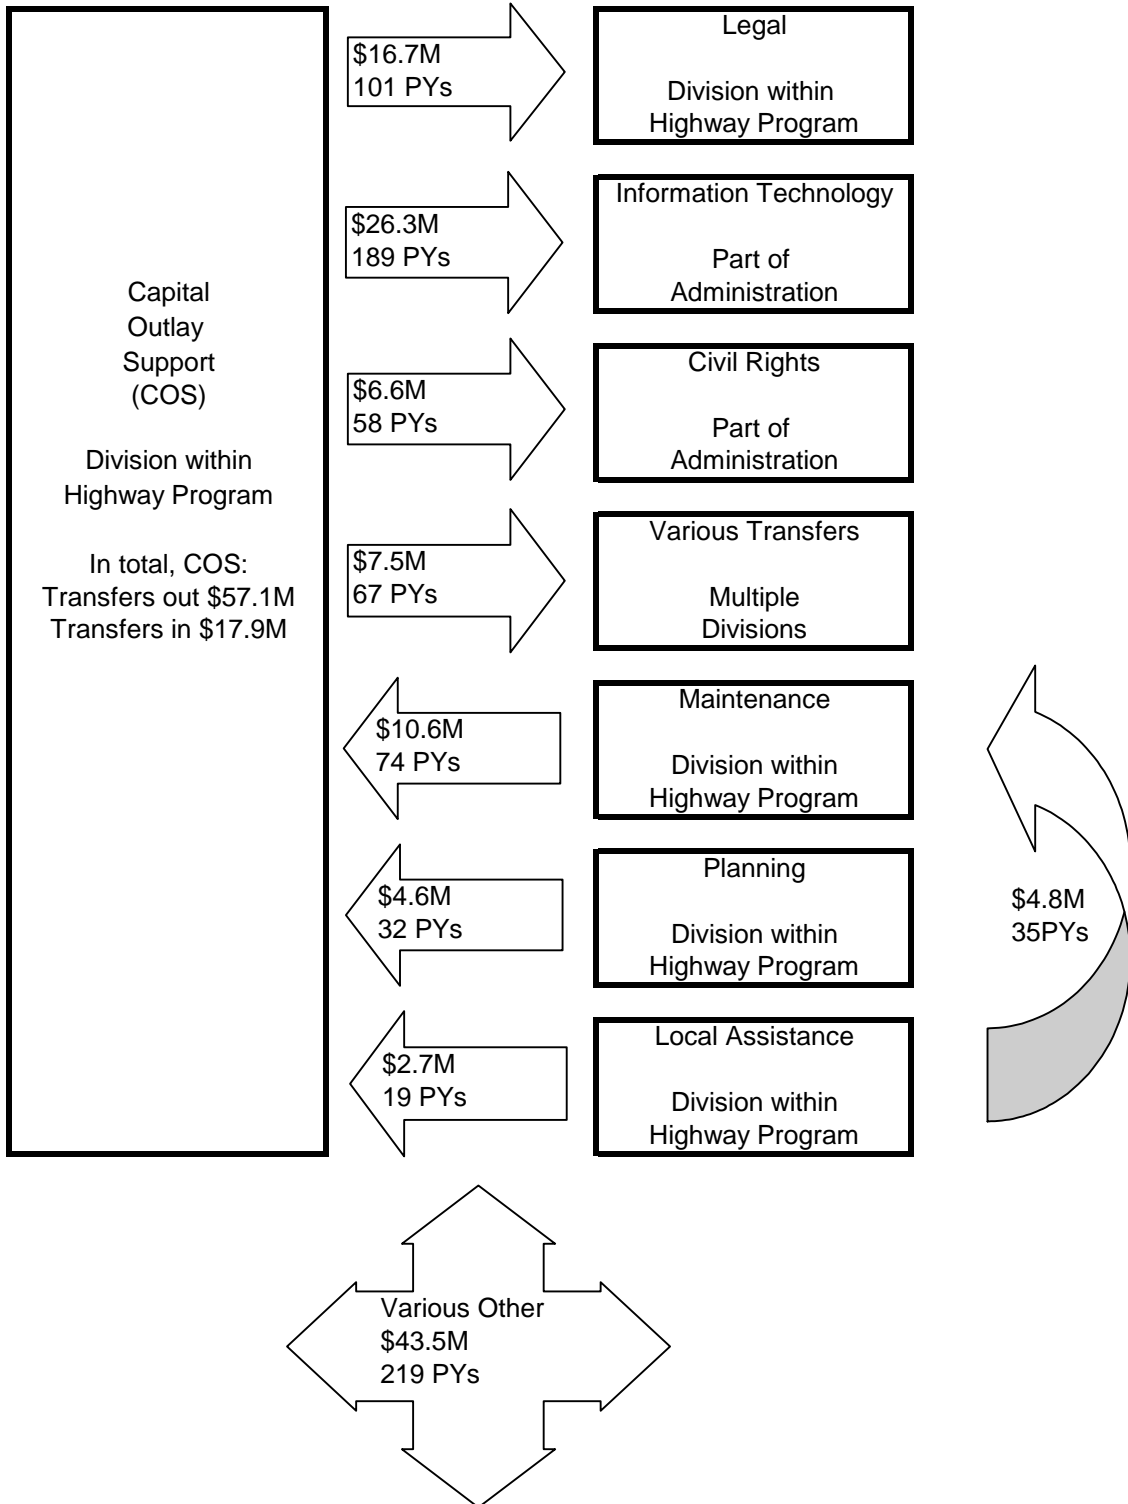 Capital
Outlay
Support
(COS)
Division within
Highway Program
In total, COS:
Transfers out $57.1M
Transfers in $17.9M
$16.7M
101 PYs
Legal
Division within
Highway Program
$26.3M
189 PYs
Information Technology
Part of
Administration
$6.6M
58 PYs
Civil Rights
Part of
Administration
$7.5M
67 PYs
Various Transfers
Multiple
Divisions
$10.6M
74 PYs
Maintenance
Division within
Highway Program
$4.6M
32 PYs
Planning
Division within
Highway Program
$4.8M
35PYs
$2.7M
19 PYs
Local Assistance
Division within
Highway Program
Various Other
$43.5M
219 PYs